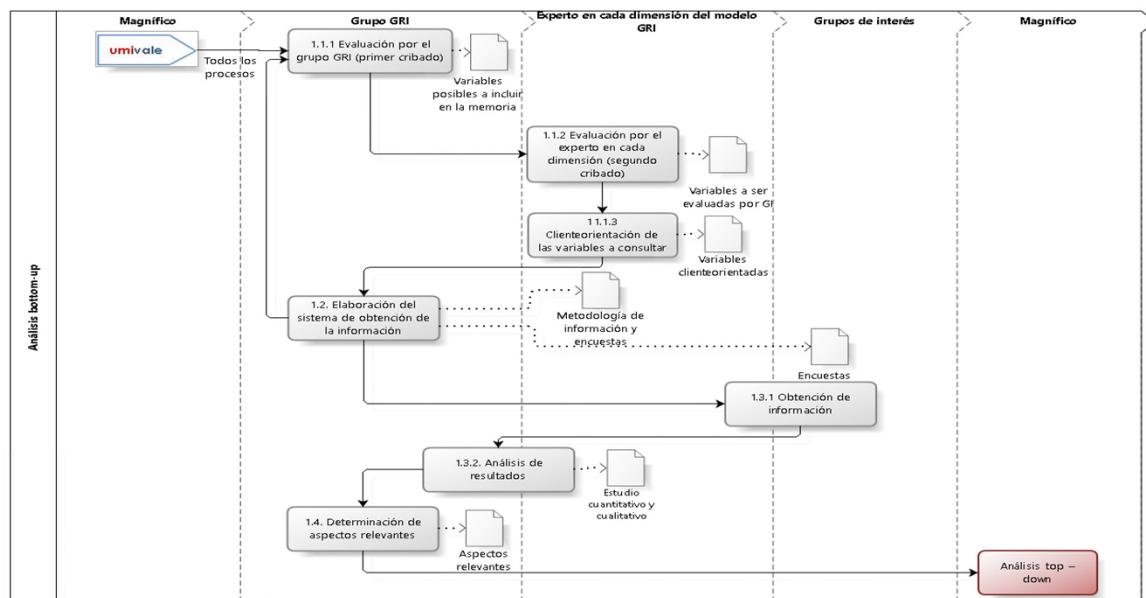 Magnífico
Grupo GRI
Experto en cada dimensión del modelo
GRI
Grupos de interés
Magnífico
Análisis bottom-up
umivale
Todos los
procesos
1.1.1 Evaluación por el
grupo GRI (primer cribado)
Variables
posibles a incluir
en la memoria
1.1.2 Evaluación por el
experto en cada
dimensión (segundo
cribado)
Variables a ser
evaluadas por GI
11.1.3
Clienteorientación de
las variables a consultar
Variables
clienteorientadas
1.2. Elaboración del
sistema de obtención de
la información
Metodología de
información y
encuestas
Encuestas
1.3.1 Obtención de
información
1.3.2. Análisis de
resultados
Estudio
cuantitativo y
cualitativo
1.4. Determinación de
aspectos relevantes
Aspectos
relevantes
Análisis top –
down